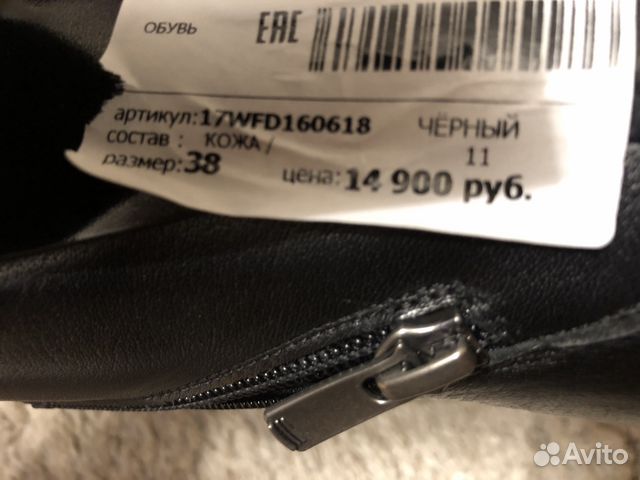 ОБУВЬ
EAC
артикул:17WFD160618 ЧЁРНЫЙ
состав : КОЖА / 11
размер:38 цена:14 900 руб.
Avito